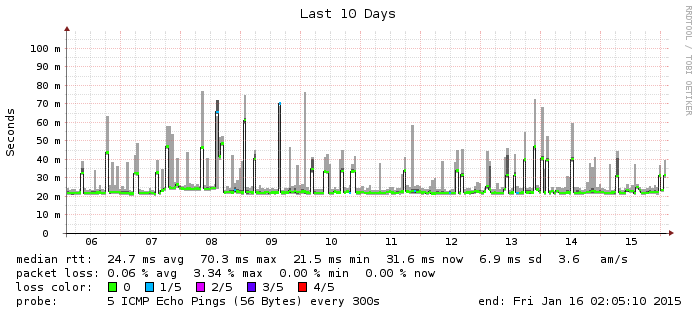 Last 10 Days
RRDTOOL / TOBI OETIKER
Seconds
100 m
90 m
80 m
70 m
60 m
50 m
40 m
30 m
20 m
10 m
0
06 07 08 09 10 11 12 13 14 15
median rtt: 24.7 ms avg 70.3 ms max 21.5 ms min 31.6 ms now 6.9 ms sd 3.6 am/s
packet loss: 0.06 % avg 3.34 % max 0.00 % min 0.00 % now
loss color: 0 1/5 2/5 3/5 4/5
probe: 5 ICMP Echo Pings (56 Bytes) every 300s end: Fri Jan 16 02:05:10 2015